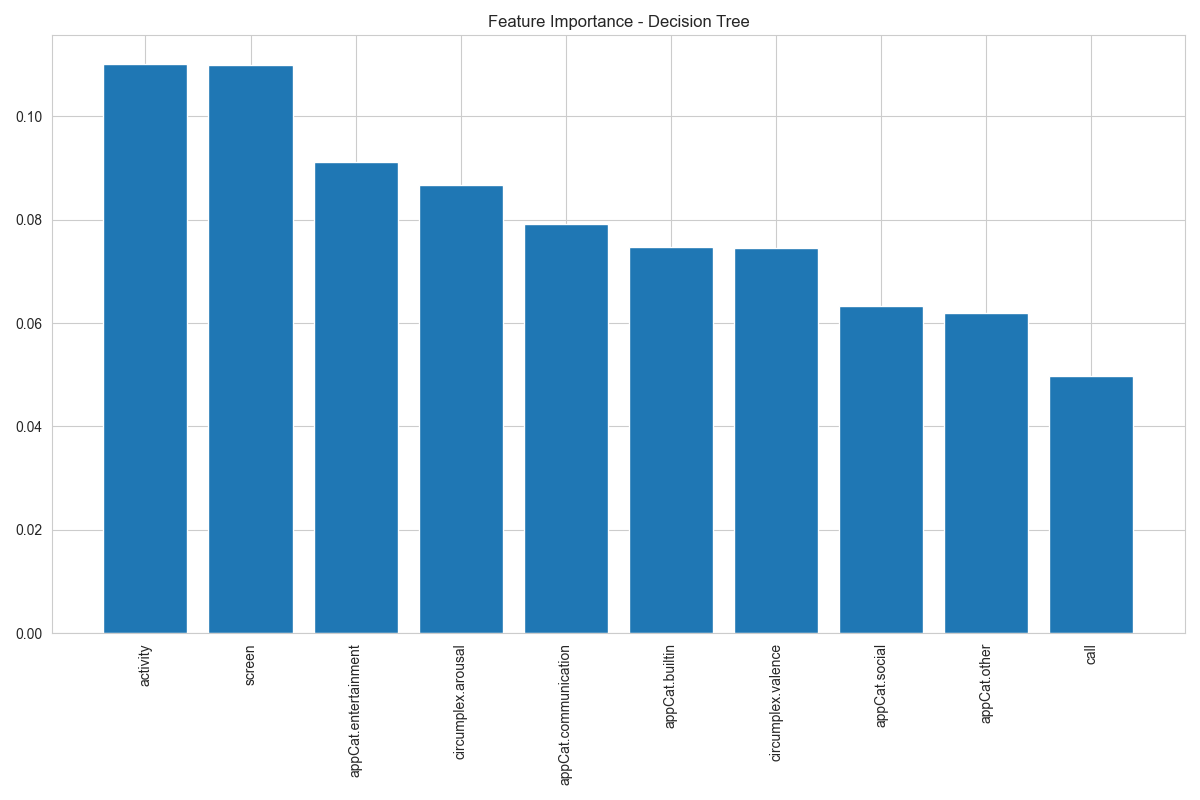 Feature Importance - Decision Tree
0.10
0.08
0.06
0.04
0.02
0.00
activity
screen
appCat.entertainment
circumplex.arousal
appCat.communication
appCat.builtin
circumplex.valence
appCat.social
appCat.other
call